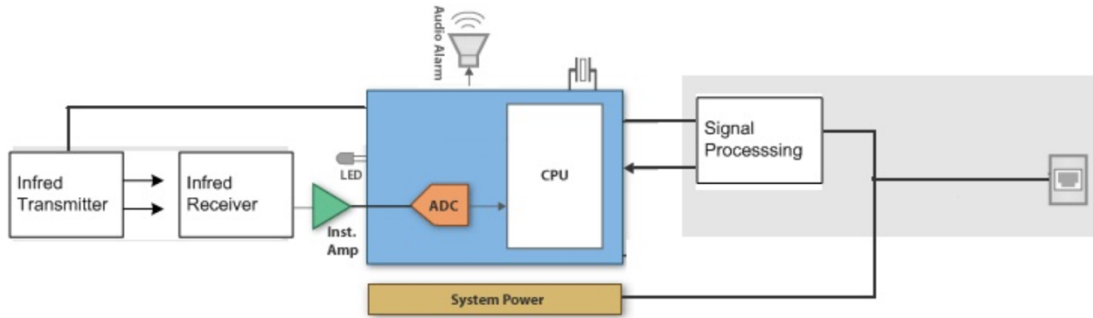 Audio Alarm
Infred
Transmitter
Infred
Receiver
Inst.
Amp
LED
ADC
CPU
Signal
Processsing
System Power